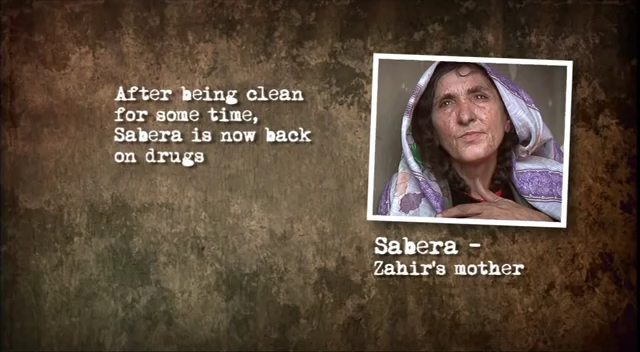 After being clean
for some time,
Sabera is now back
on drugs
Sabera -
Zahir's mother